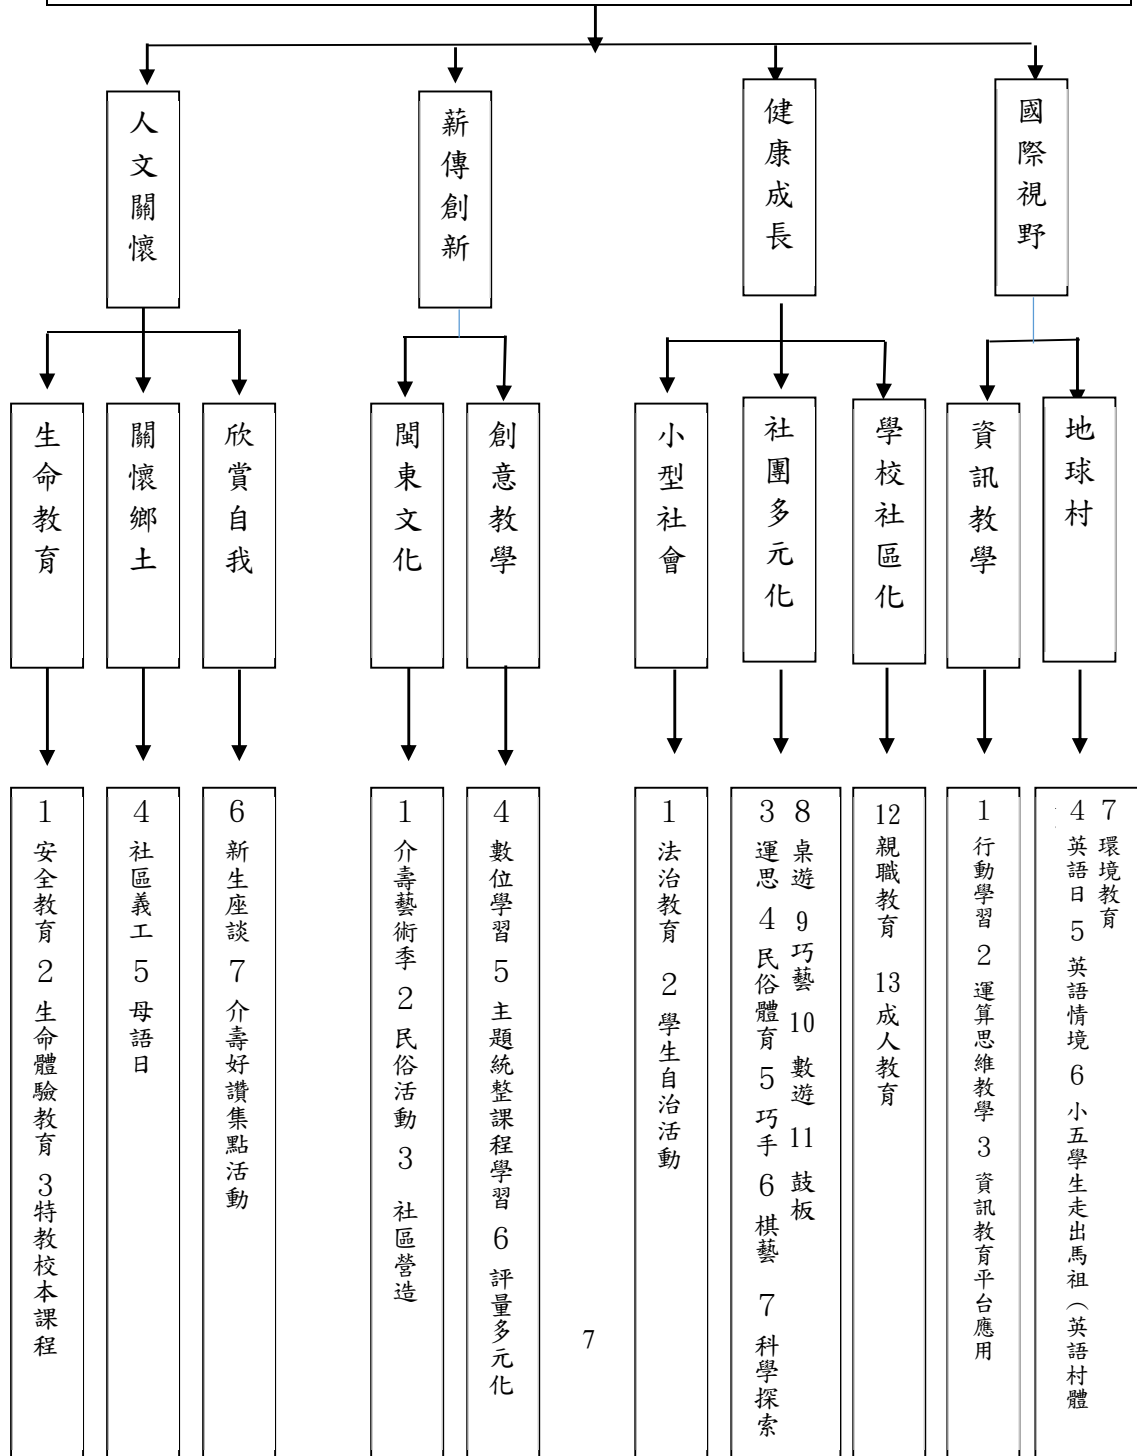 人文關懷
薪傳創新
健康成長
國際視野
生命教育
關懷鄉土
欣賞自我
閩東文化
創意教學
小型社會
社團多元化
學校社區化
資訊教學
地球村
1 安全教育 2 生命體驗教育 3特教校本課程
4 社區義工 5 母語日
6 新生座談 7 介壽好讚集點活動
1 介壽藝術季 2 民俗活動 3 社區營造
4 數位學習 5 主題統整課程學習 6 評量多元化
1 法治教育 2 學生自治活動
3 運思 4 民俗體育 5 巧手 6 棋藝 7 科學探索
8 桌遊 9 巧藝 10 數遊 11 鼓板
12 親職教育 13 成人教育
1 行動學習 2 運算思維教學 3 資訊教育平台應用
4 英語日 5 英語情境 6 小五學生走出馬祖（英語村體
7 環境教育
7